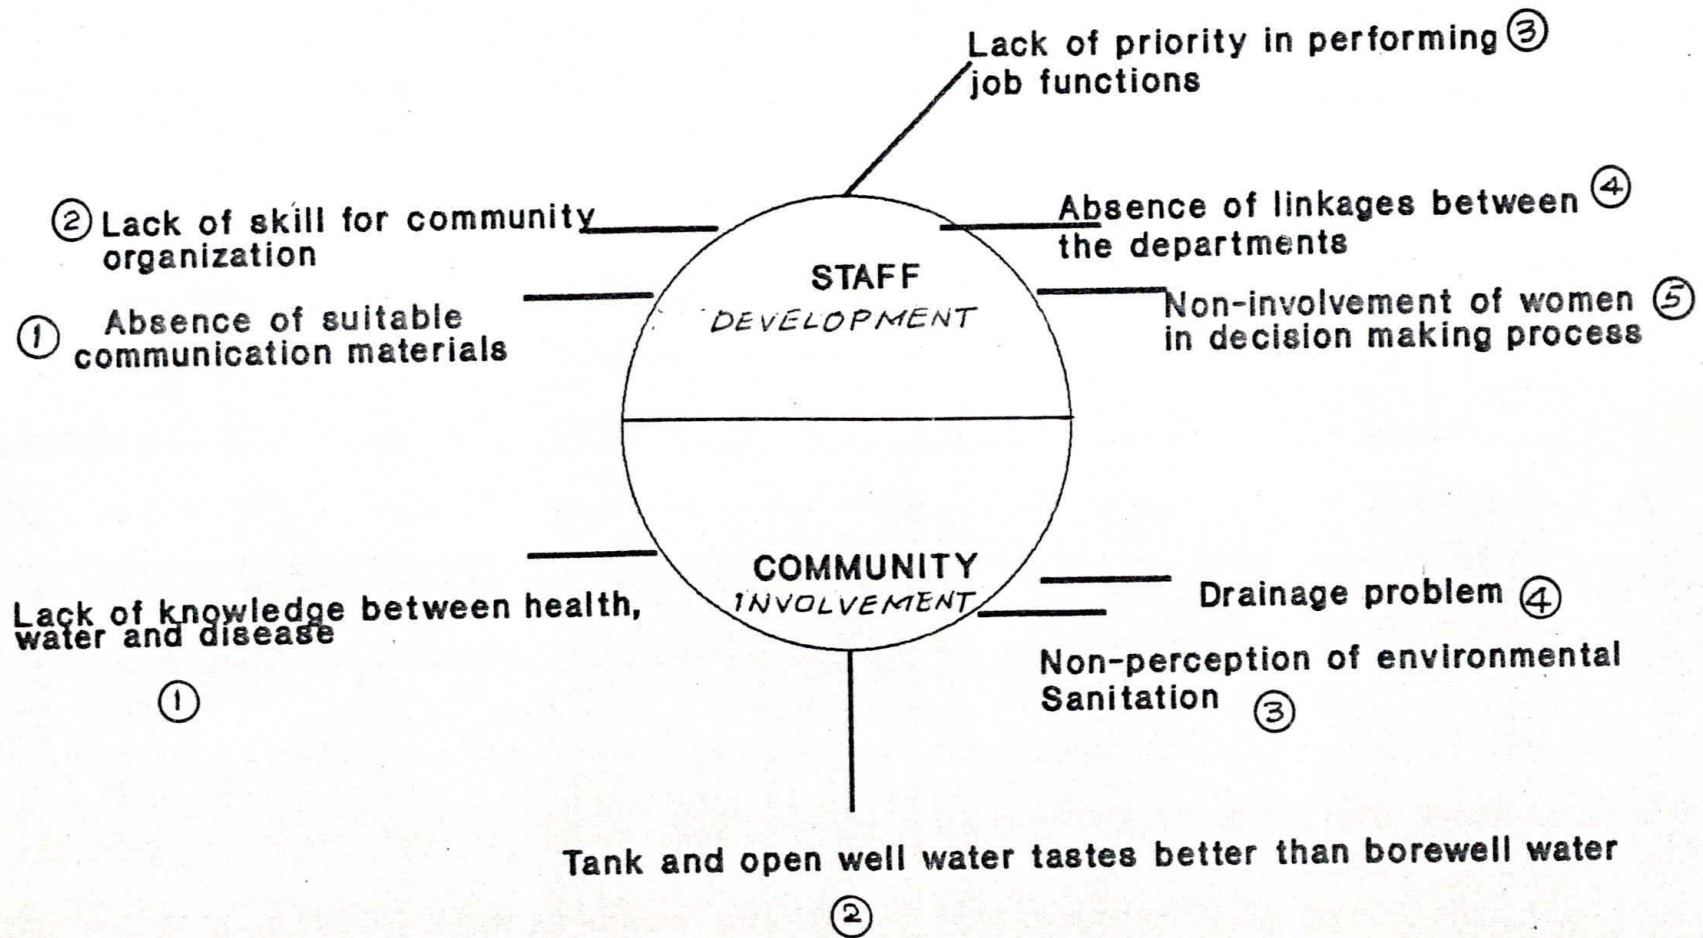 Lack of priority in performing ③
job functions
② Lack of skill for community
organization
Absence of linkages between ④
the departments
① Absence of suitable
communication materials
STAFF
DEVELOPMENT
Non-involvement of women ⑤
in decision making process
COMMUNITY
INVOLVEMENT
Lack of knowledge between health,
water and disease
①
Drainage problem ④
Non-perception of environmental
Sanitation ③
Tank and open well water tastes better than borewell water
②